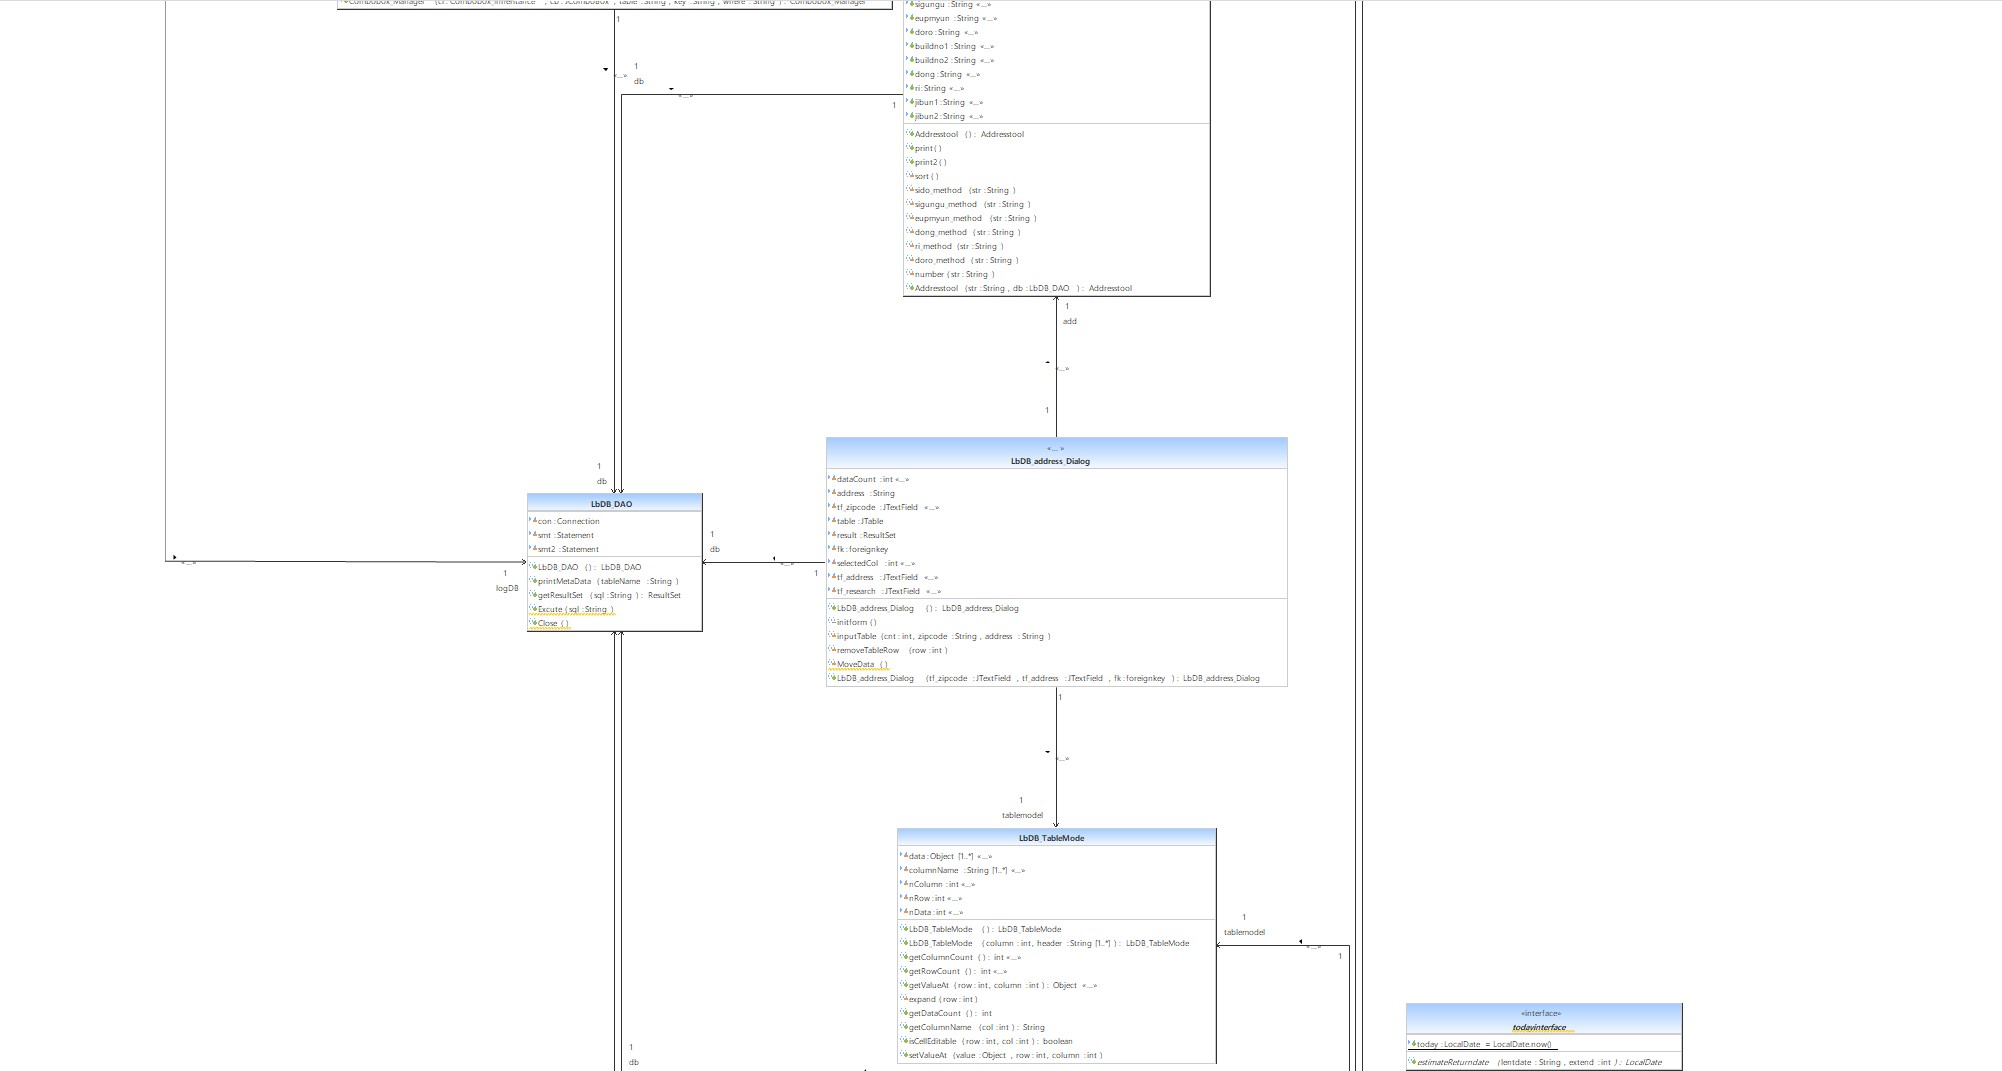 ComboBox_Manager (cl : ComboBox_Inheritance , cb : JComboBox , table : String , key : String , where : String ) : ComboBox_Manager
1
«...»
1
db
«...»
1
1
db
sigungu : String «...»
eupmyun : String «...»
doro : String «...»
buildno1 : String «...»
buildno2 : String «...»
dong : String «...»
ri : String «...»
jibun1 : String «...»
jibun2 : String «...»
Addresstool ( ) : Addresstool
print ( )
print2 ( )
sort ( )
sido_method (str : String )
sigungu_method (str : String )
eupmyun_method (str : String )
dong_method (str : String )
ri_method (str : String )
doro_method (str : String )
number (str : String )
Addresstool (str : String , db : LbDB_DAO ) : Addresstool
1
add
«...»
1
LbDB_DAO
con : Connection
smt : Statement
smt2 : Statement
LbDB_DAO ( ) : LbDB_DAO
printMetaData (tableName : String )
getResultSet (sql : String ) : ResultSet
Excute (sql : String )
Close ( )
«...»
1
logDB
1
db
«...»
1
«... »
LbDB_address_Dialog
dataCount : int «...»
address : String
tf_zipcode : JTextField «...»
table : JTable
result : ResultSet
fk : foreignkey
selectedCol : int «...»
tf_address : JTextField «...»
tf_research : JTextField «...»
LbDB_address_Dialog ( ) : LbDB_address_Dialog
initform ( )
inputTable (cnt : int, zipcode : String , address : String )
removeTableRow (row : int )
MoveData ( )
LbDB_address_Dialog (tf_zipcode : JTextField , tf_address : JTextField , fk : foreignkey ) : LbDB_address_Dialog
1
«...»
1
tablemodel
LbDB_TableMode
data : Object [1..*] «...»
columnName : String [1..*] «...»
nColumn : int «...»
nRow : int «...»
nData : int «...»
LbDB_TableMode ( ) : LbDB_TableMode
LbDB_TableMode (column : int, header : String [1..*] ) : LbDB_TableMode
getColumnCount ( ) : int «...»
getRowCount ( ) : int «...»
getValueAt (row : int, column : int ) : Object «...»
expand (row : int )
getDataCount ( ) : int
getColumnName (col : int ) : String
isCellEditable (row : int, col : int ) : boolean
setValueAt (value : Object , row : int, column : int )
1
tablemodel
«...»
1
1
db
«interface»
todayinterface
today : LocalDate = LocalDate.now()
estimateReturndate (lentdate : String , extend : int ) : LocalDate